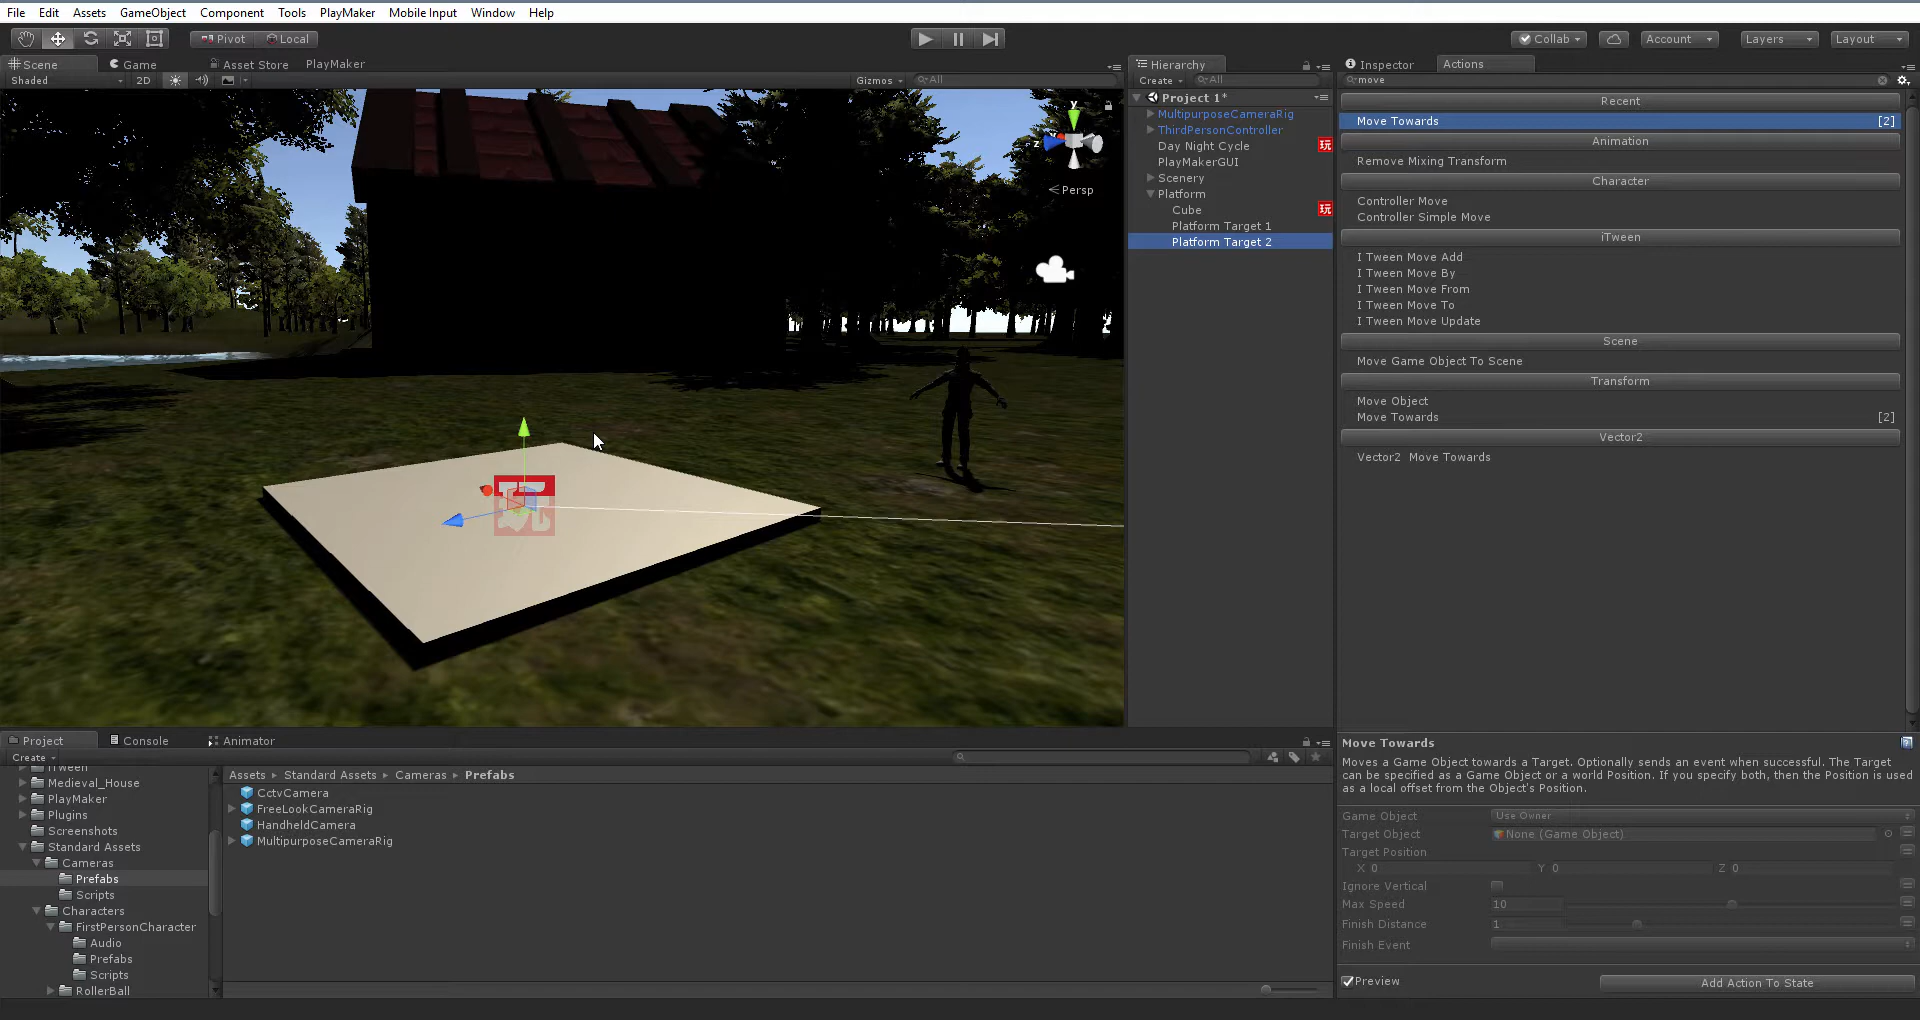 File Edit Assets GameObject Component Tools PlayMaker Mobile Input Window Help
Pivot Local Collab Account Layers Layout
Scene Game Asset Store PlayMaker
Shaded 2D Gizmos All
y
z
Persp
Hierarchy
Create All
Project 1*
MultipurposeCameraRig
ThirdPersonController
Day Night Cycle 玩
PlayMakerGUI
Scenery
Platform
Cube 玩
Platform Target 1
Platform Target 2
Inspector Actions
move
Recent
Move Towards [2]
Animation
Remove Mixing Transform
Character
Controller Move
Controller Simple Move
iTween
I Tween Move Add
I Tween Move By
I Tween Move From
I Tween Move To
I Tween Move Update
Scene
Move Game Object To Scene
Transform
Move Object
Move Towards [2]
Vector2
Vector2 Move Towards
Move Towards
Moves a Game Object towards a Target. Optionally sends an event when successful. The Target
can be specified as a Game Object or a world Position. If you specify both, then the Position is used
as a local offset from the Object's Position.
Game Object Use Owner
Target Object None (Game Object)
Target Position
X 0 Y 0 Z 0
Ignore Vertical
Max Speed 10
Finish Distance 1
Finish Event
Preview Add Action To State
Project Console Animator
Create
iTween
Medieval_House
PlayMaker
Plugins
Screenshots
Standard Assets
Cameras
Prefabs
Scripts
Characters
FirstPersonCharacter
Audio
Prefabs
Scripts
RollerBall
Assets Standard Assets Cameras Prefabs
CctvCamera
FreeLookCameraRig
HandheldCamera
MultipurposeCameraRig